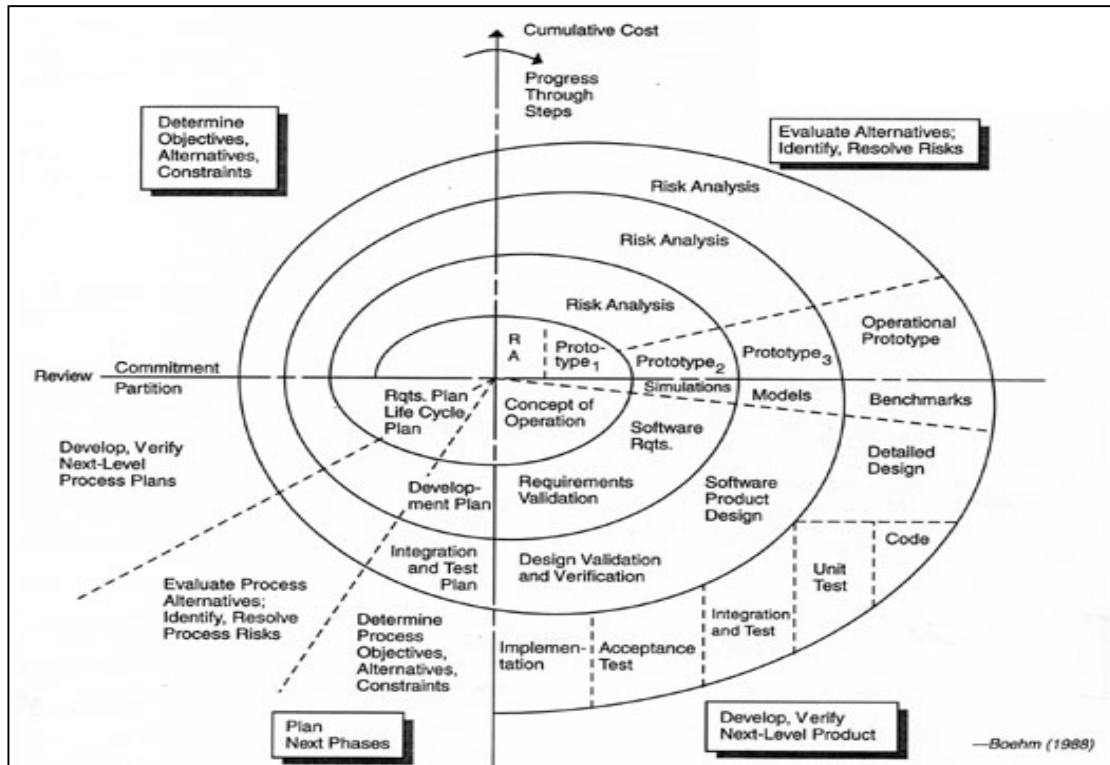 Cumulative Cost
Progress
Through
Steps
Determine
Objectives,
Alternatives,
Constraints
Evaluate Alternatives;
Identify, Resolve Risks
Risk Analysis
Risk Analysis
Risk Analysis
R
A
Proto-
type1
Prototype2
Prototype3
Operational
Prototype
Review
Commitment
Partition
Rqts. Plan
Life Cycle
Plan
Concept of
Operation
Simulations
Models
Benchmarks
Software
Rqts.
Detailed
Design
Develop, Verify
Next-Level
Process Plans
Develop-
ment Plan
Requirements
Validation
Software
Product
Design
Code
Unit
Test
Integration
and Test
Plan
Design Validation
and Verification
Integration
and Test
Evaluate Process
Alternatives;
Identify, Resolve
Process Risks
Determine
Process
Objectives,
Alternatives,
Constraints
Implemen-
tation
Acceptance
Test
Plan
Next Phases
Develop, Verify
Next-Level Product
—Boehm (1988)